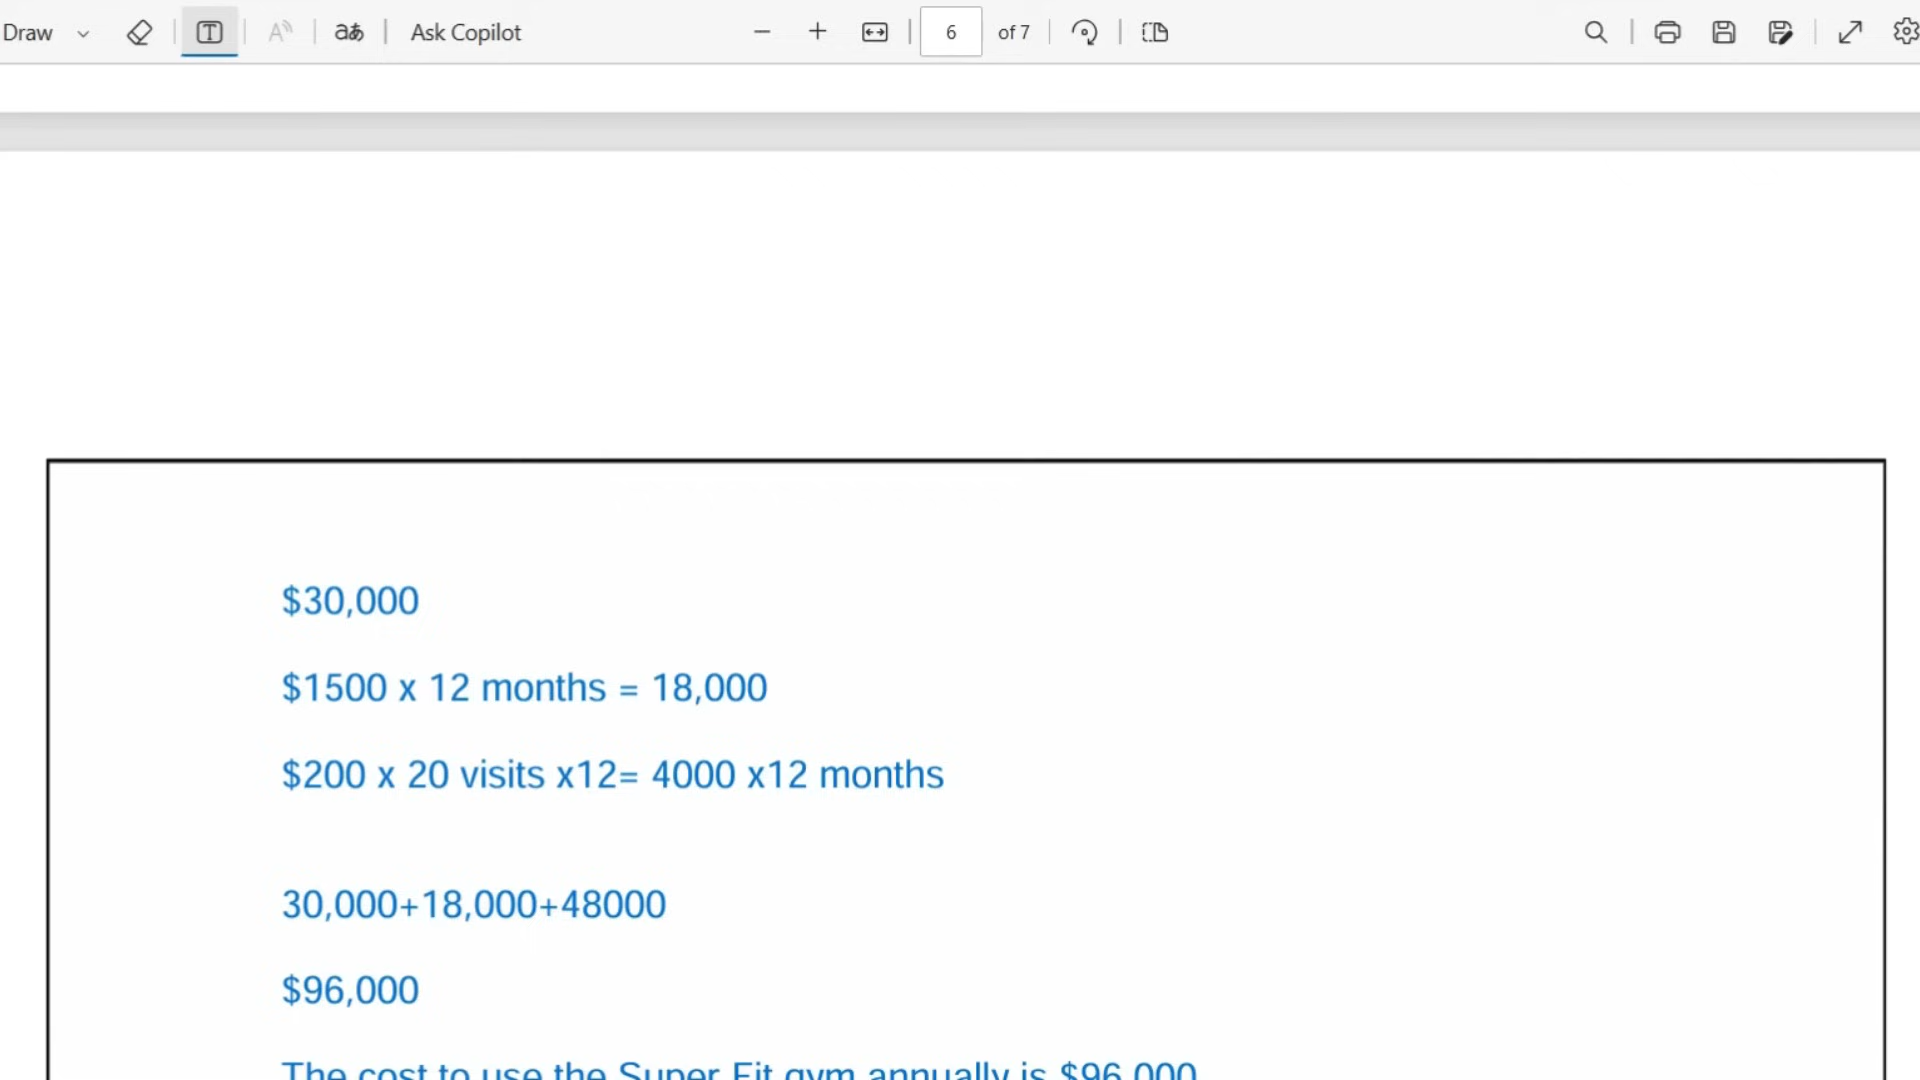 Draw
aあ
Ask Copilot
6 of 7
$30,000
$1500 x 12 months = 18,000
$200 x 20 visits x12= 4000 x12 months
30,000+18,000+48000
$96,000
The cost to use the Super Fit gym annually is $96,000